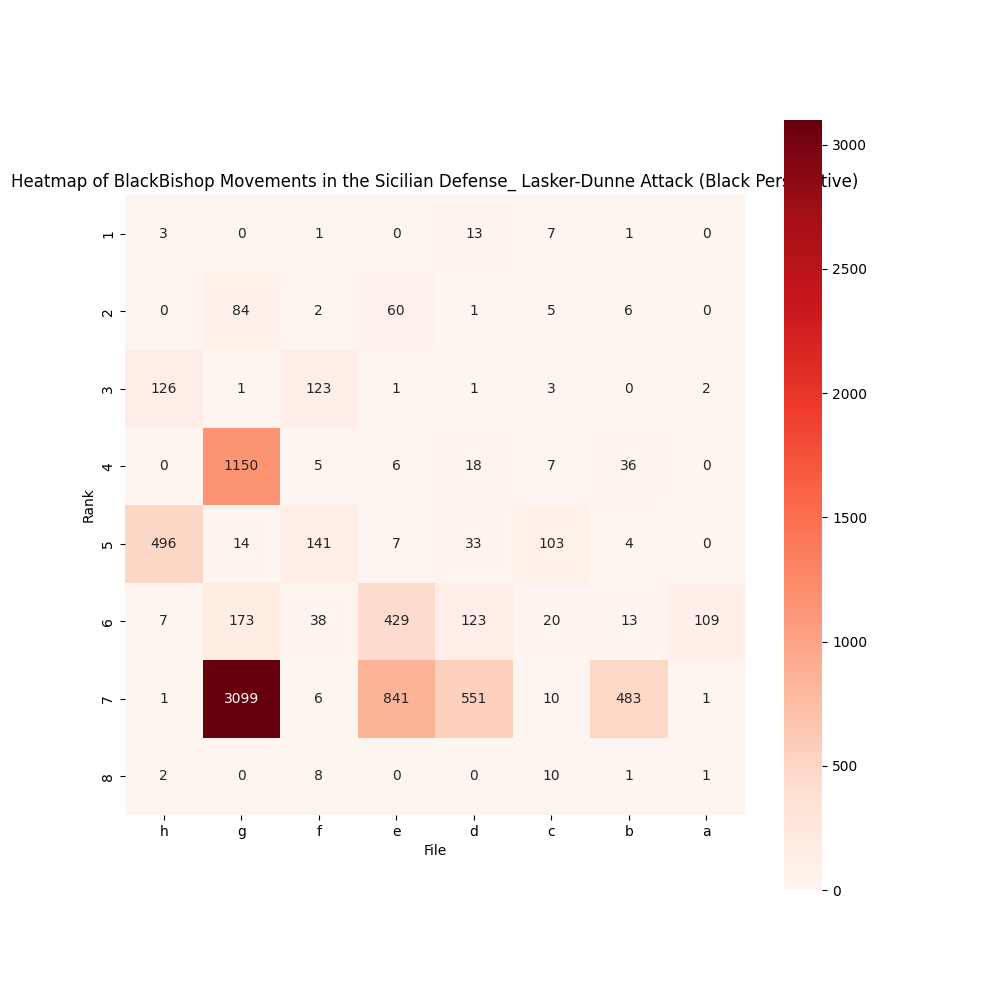 Heatmap of BlackBishop Movements in the Sicilian Defense_ Lasker-Dunne Attack (Black Perspective)
3000
2500
2000
1500
1000
500
0
Rank
1 3 0 1 0 13 7 1 0
2 0 84 2 60 1 5 6 0
3 126 1 123 1 1 3 0 2
4 0 1150 5 6 18 7 36 0
5 496 14 141 7 33 103 4 0
6 7 173 38 429 123 20 13 109
7 1 3099 6 841 551 10 483 1
8 2 0 8 0 0 10 1 1
h g f e d c b a
File